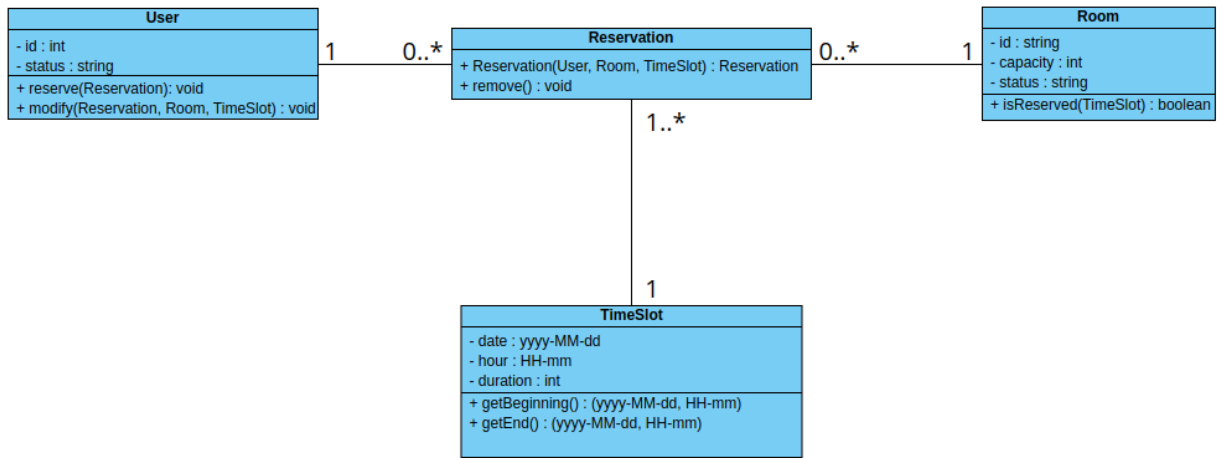 User
- id : int
- status : string
+ reserve(Reservation): void
+ modify(Reservation, Room, TimeSlot) : void
1
0..*
Reservation
+ Reservation(User, Room, TimeSlot) : Reservation
+ remove() : void
0..*
1
Room
- id : string
- capacity : int
- status : string
+ isReserved(TimeSlot) : boolean
1..*
1
TimeSlot
- date : yyyy-MM-dd
- hour : HH-mm
- duration : int
+ getBeginning() : (yyyy-MM-dd, HH-mm)
+ getEnd() : (yyyy-MM-dd, HH-mm)